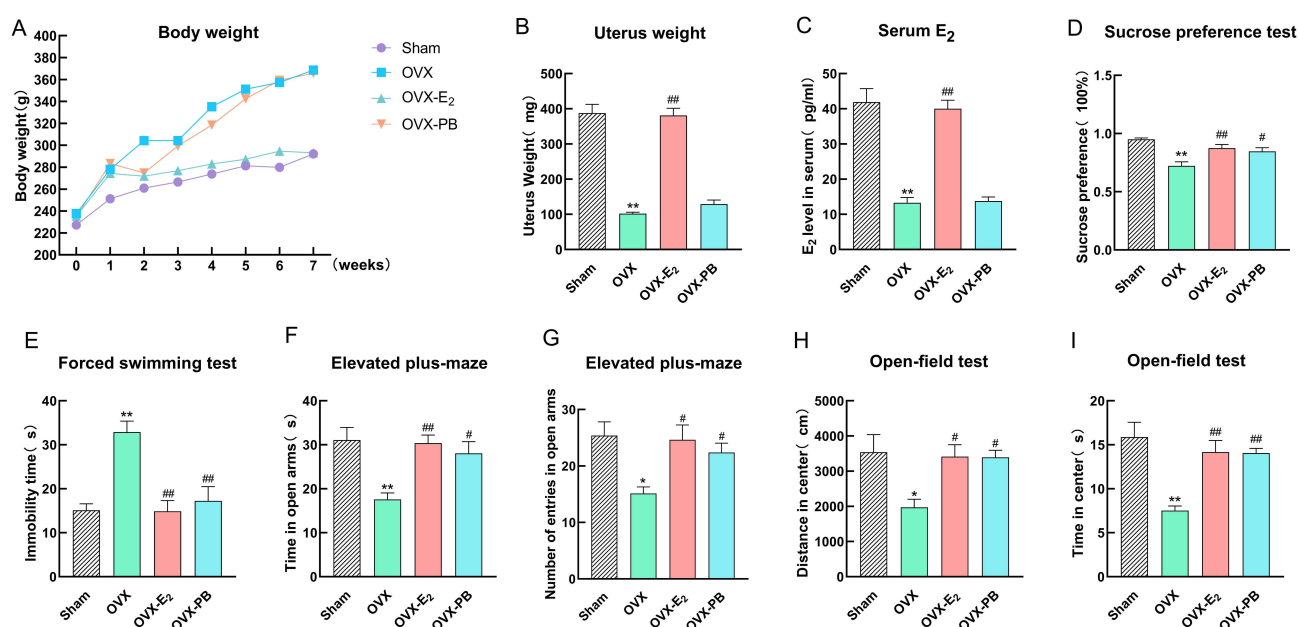 A
Body weight
Body weight(g)
400
380
360
340
320
300
280
260
240
220
200
0 1 2 3 4 5 6 7 (weeks)
Sham
OVX
OVX-E2
OVX-PB
B
Uterus weight
Uterus Weight( mg)
500
400
300
200
100
0
**
##
Sham
OVX
OVX-E2
OVX-PB
C
Serum E2
E2 level in serum( pg/ml)
40
30
20
10
0
**
##
Sham
OVX
OVX-E2
OVX-PB
D
Sucrose preference test
Sucrose preference( 100%)
1.5
1.0
0.5
0.0
**
##
#
Sham
OVX
OVX-E2
OVX-PB
E
Forced swimming test
Immobility time( s)
40
30
20
10
0
**
##
##
Sham
OVX
OVX-E2
OVX-PB
F
Elevated plus-maze
Time in open arms( s)
40
30
20
10
0
**
##
#
Sham
OVX
OVX-E2
OVX-PB
G
Elevated plus-maze
Number of entries in open arms
30
20
10
0
*
#
#
Sham
OVX
OVX-E2
OVX-PB
H
Open-field test
Distance in center( cm)
5000
4000
3000
2000
1000
0
*
#
#
Sham
OVX
OVX-E2
OVX-PB
I
Open-field test
Time in center( s)
20
15
10
5
0
**
##
##
Sham
OVX
OVX-E2
OVX-PB